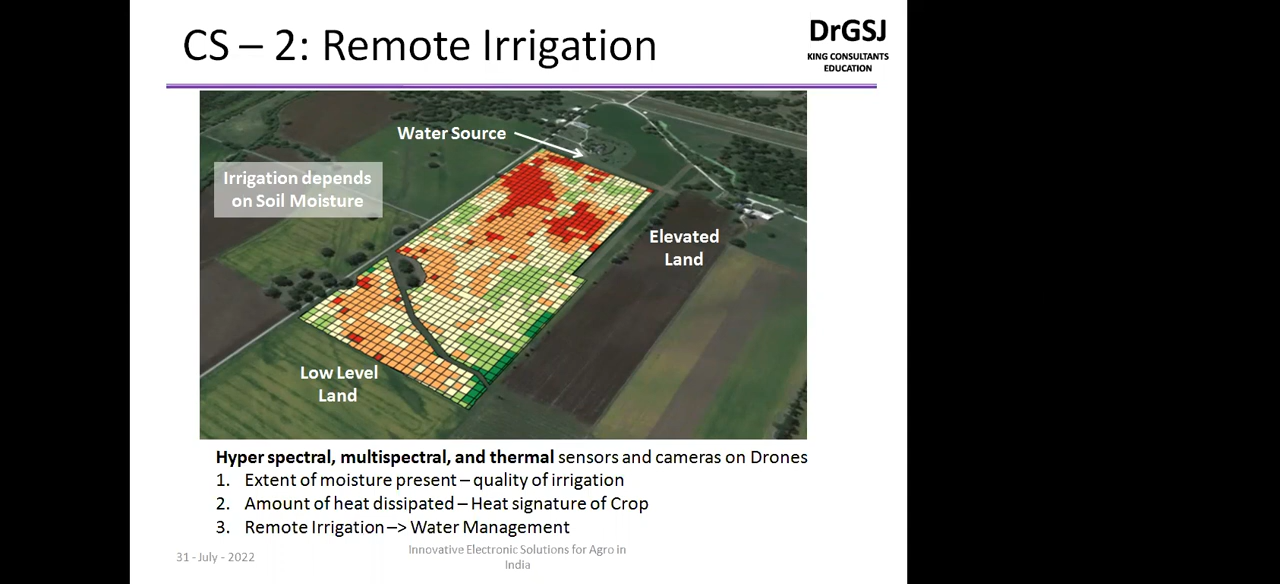 CS – 2: Remote Irrigation
DrGSJ
KING CONSULTANTS
EDUCATION
Water Source
Irrigation depends
on Soil Moisture
Elevated
Land
Low Level
Land
Hyper spectral, multispectral, and thermal sensors and cameras on Drones
1. Extent of moisture present – quality of irrigation
2. Amount of heat dissipated – Heat signature of Crop
3. Remote Irrigation –> Water Management
31 - July - 2022
Innovative Electronic Solutions for Agro in
India